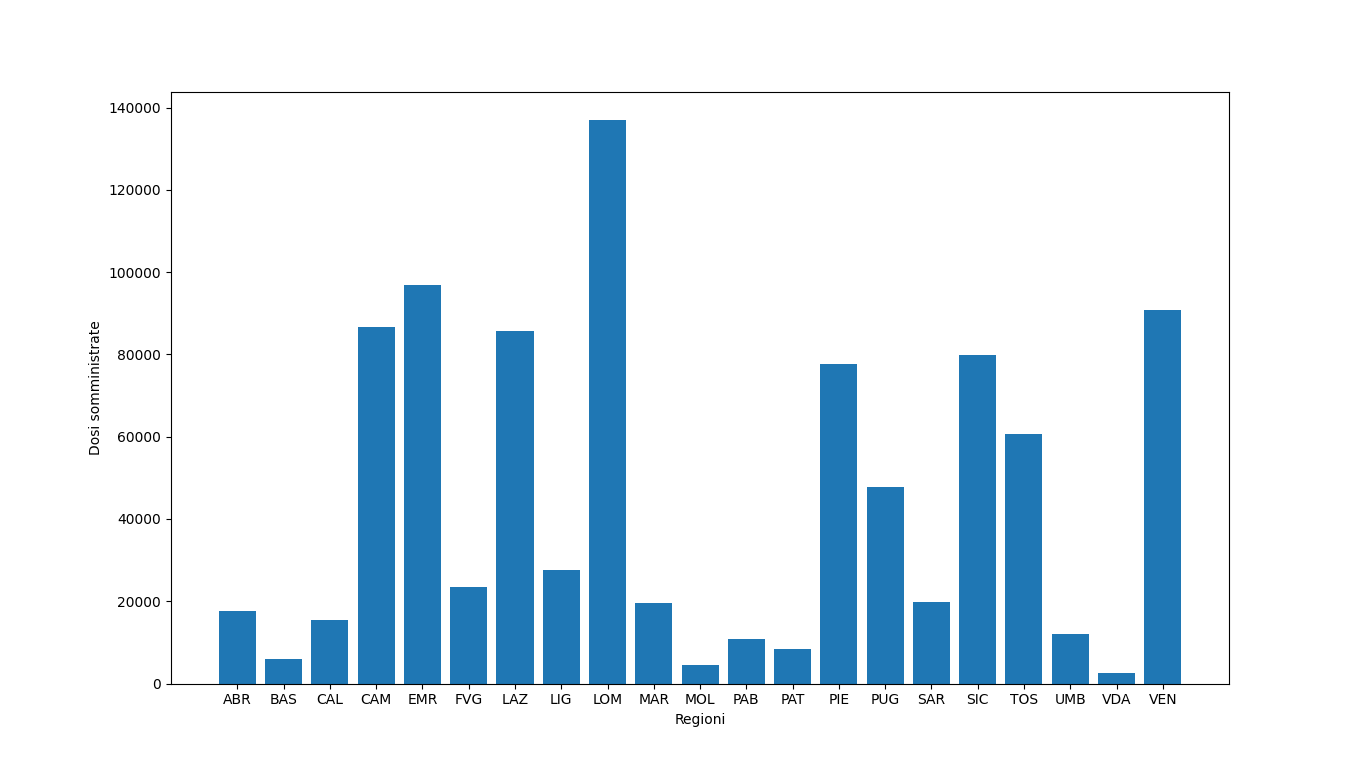 140000
120000
100000
80000
60000
40000
20000
0
Dosi somministrate
ABR BAS CAL CAM EMR FVG LAZ LIG LOM MAR MOL PAB PAT PIE PUG SAR SIC TOS UMB VDA VEN
Regioni